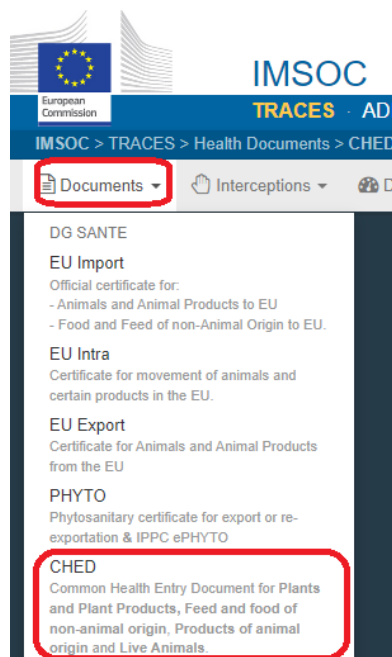 IMSOC
European
Commission
TRACES · AD
IMSOC > TRACES > Health Documents > CHED
Documents
Interceptions
D
DG SANTE
EU Import
Official certificate for:
- Animals and Animal Products to EU
- Food and Feed of non-Animal Origin to EU.
EU Intra
Certificate for movement of animals and
certain products in the EU.
EU Export
Certificate for Animals and Animal Products
from the EU
PHYTO
Phytosanitary certificate for export or re-
exportation & IPPC ePHYTO
CHED
Common Health Entry Document for Plants
and Plant Products, Feed and food of
non-animal origin, Products of animal
origin and Live Animals.